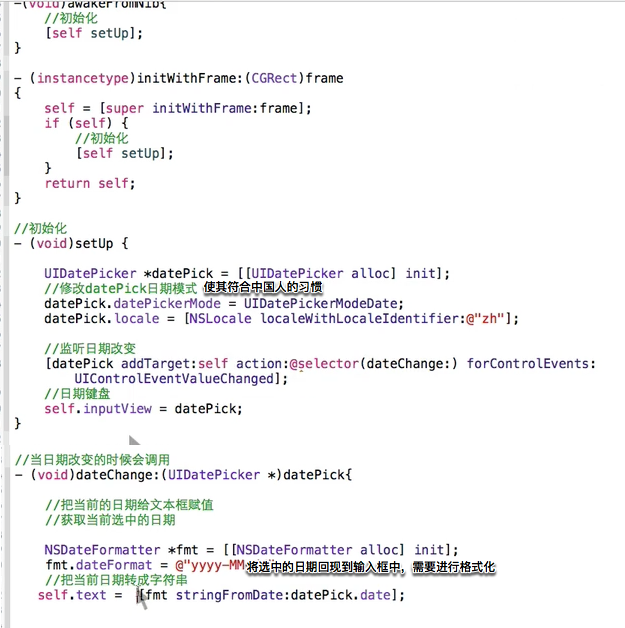 -(void)awakeFromNib{
//初始化
[self setUp];
}
- (instancetype)initWithFrame:(CGRect)frame
{
self = [super initWithFrame:frame];
if (self) {
//初始化
[self setUp];
}
return self;
}
//初始化
- (void)setUp {
UIDatePicker *datePick = [[UIDatePicker alloc] init];
//修改datePick日期模式 使其符合中国人的习惯
datePick.datePickerMode = UIDatePickerModeDate;
datePick.locale = [NSLocale localeWithLocaleIdentifier:@"zh"];
//监听日期改变
[datePick addTarget:self action:@selector(dateChange:) forControlEvents:
UIControlEventValueChanged];
//日期键盘
self.inputView = datePick;
}
//当日期改变的时候会调用
- (void)dateChange:(UIDatePicker *)datePick{
//把当前的日期给文本框赋值
//获取当前选中的日期
NSDateFormatter *fmt = [[NSDateFormatter alloc] init];
fmt.dateFormat = @"yyyy-MM 将选中的日期回现到输入框中，需要进行格式化
//把当前日期转成字符串
self.text = [fmt stringFromDate:datePick.date];